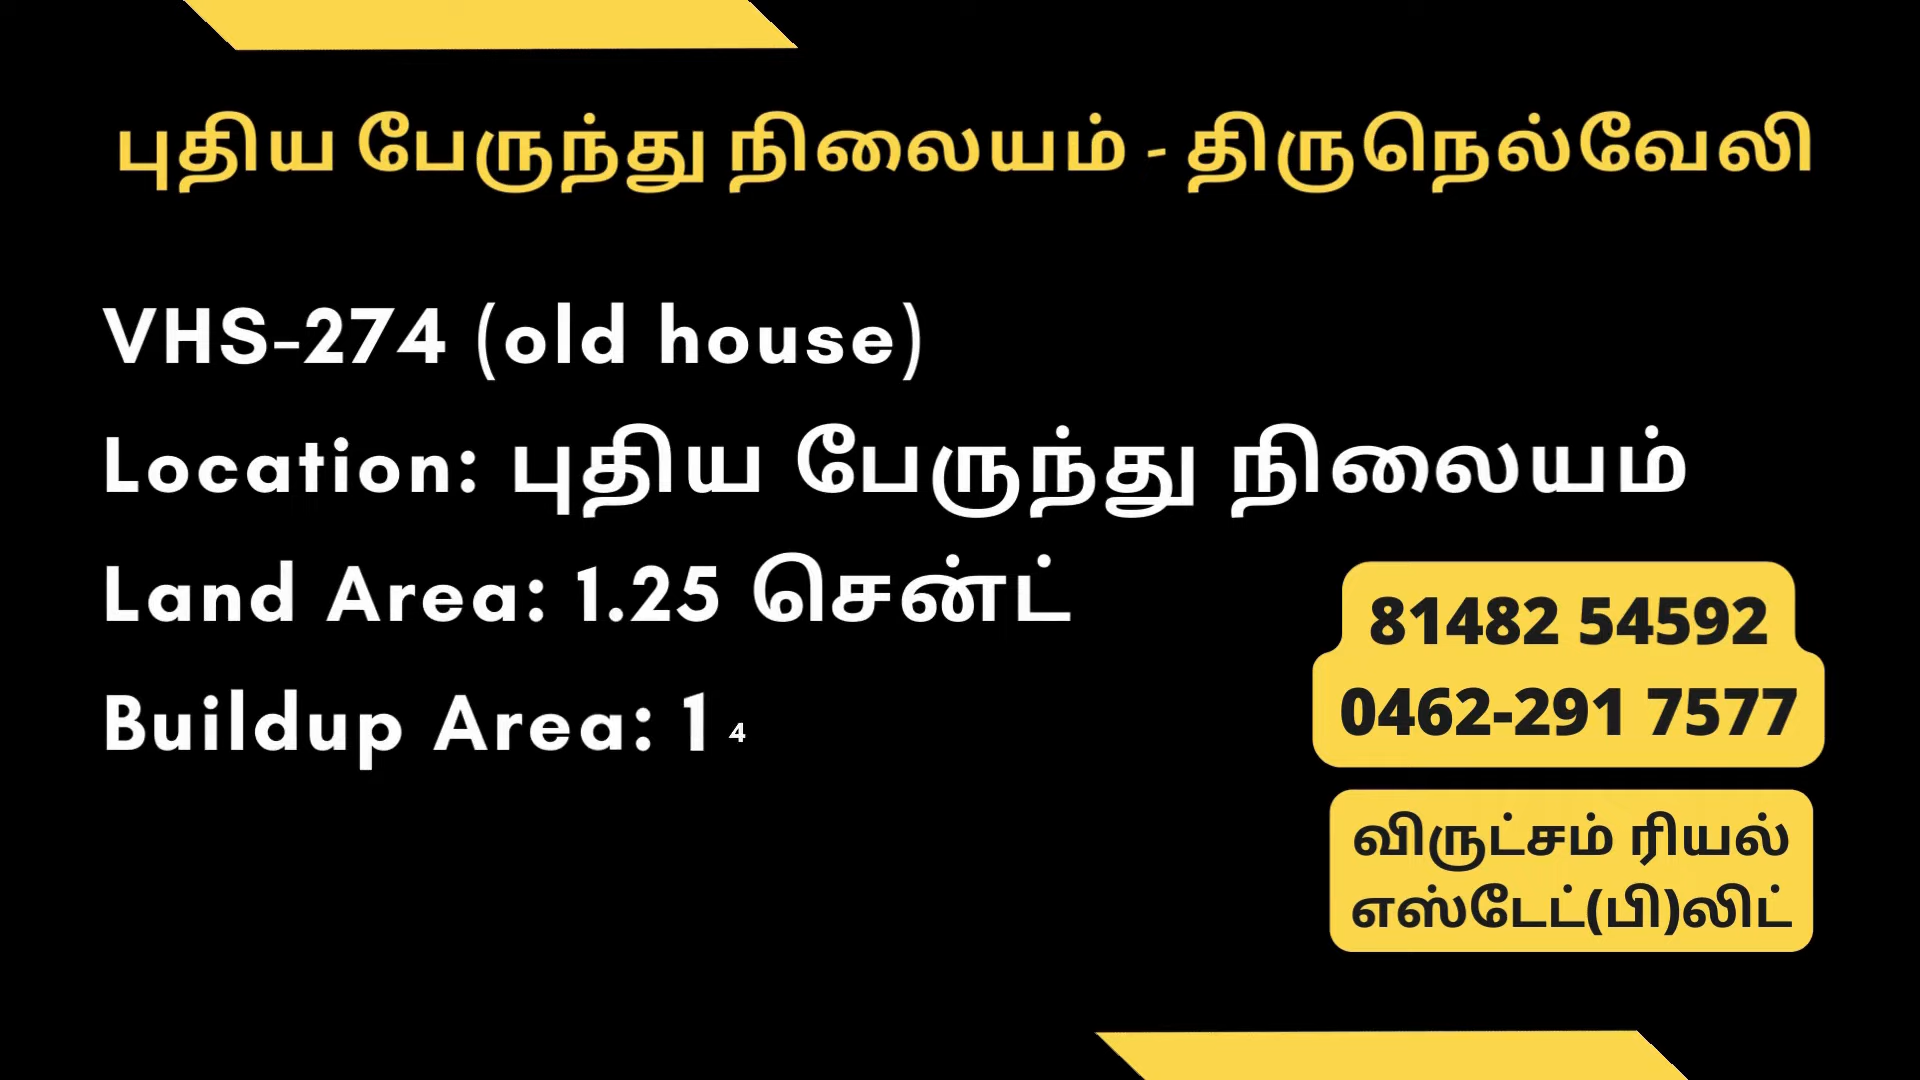 புதிய பேருந்து நிலையம் - திருநெல்வேலி
VHS-274 (old house)
Location: புதிய பேருந்து நிலையம்
Land Area: 1.25 சென்ட்
Buildup Area: 1 4
81482 54592
0462-291 7577
விருட்சம் ரியல்
எஸ்டேட்(பி)லிட்